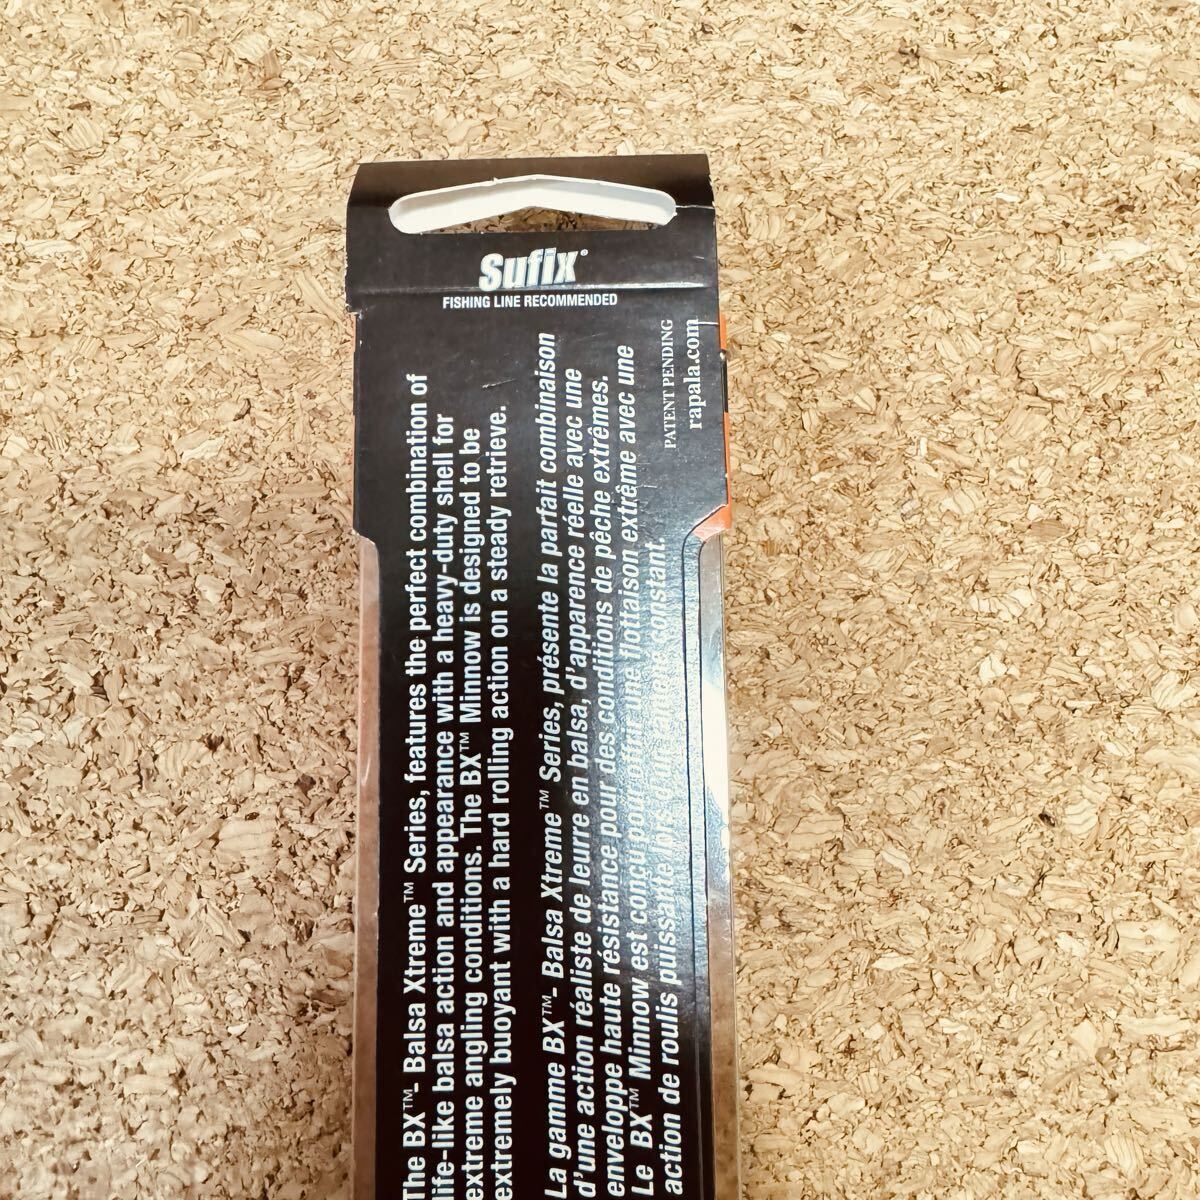 Sufix®
FISHING LINE RECOMMENDED
The BX™- Balsa Xtreme™ Series, features the perfect combination of
life-like balsa action and appearance with a heavy-duty shell for
extreme angling conditions. The BX™ Minnow is designed to be
extremely buoyant with a hard rolling action on a steady retrieve.
La gamme BX™- Balsa Xtreme™ Series, présente la parfait combinaison
d'une action réaliste de leurre en balsa, d'apparence réelle avec une
enveloppe haute résistance pour des conditions de pêche extrêmes.
Le BX™ Minnow est conçu pour offrir une flottaison extrême avec une
action de roulis puissante lors constant.
PATENT PENDING
rapala.com